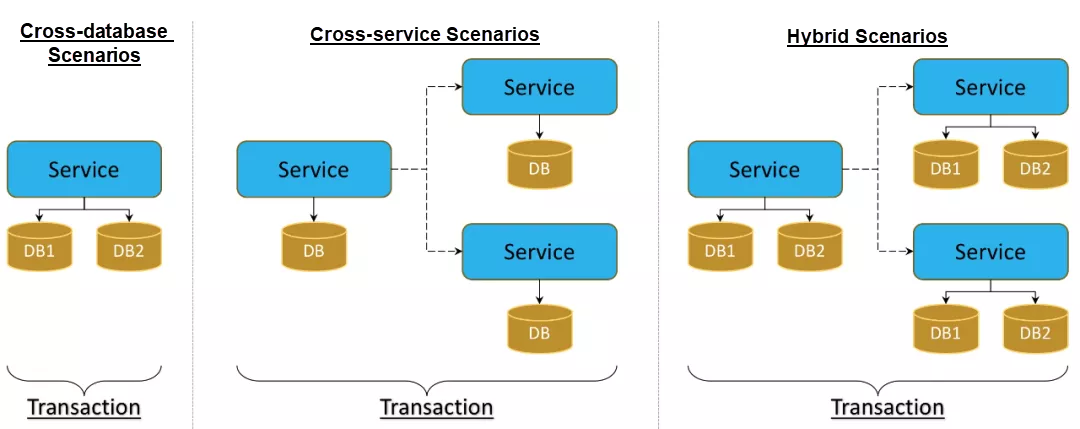 Cross-database
Scenarios
Service
DB1
DB2
Transaction
Cross-service Scenarios
Service
DB
Service
DB
Service
DB
Transaction
Hybrid Scenarios
Service
DB1
DB2
Service
DB1
DB2
Service
DB1
DB2
Transaction